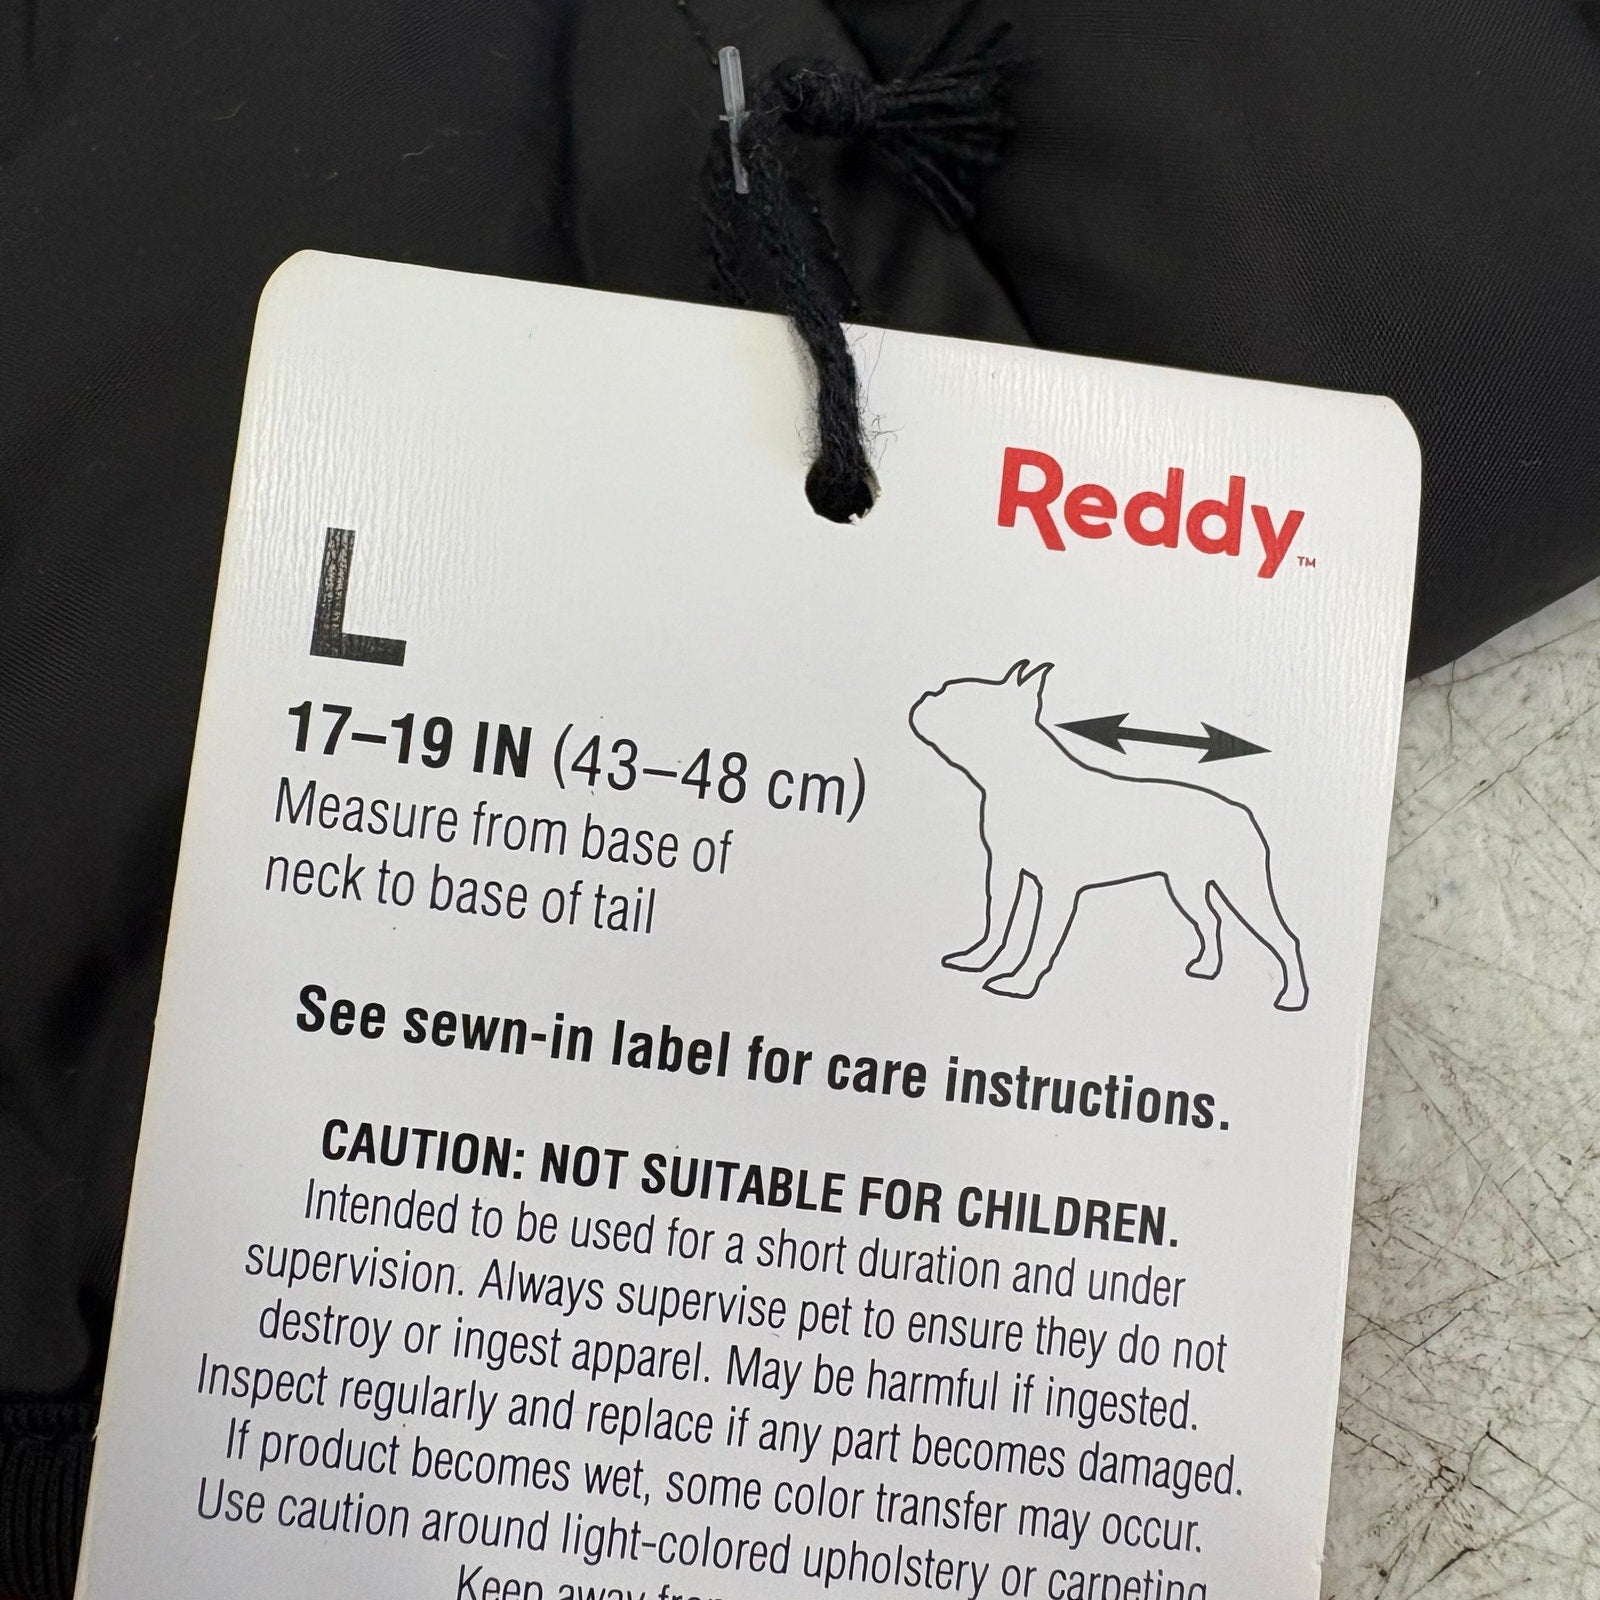 Reddy™
L
17–19 IN (43–48 cm)
Measure from base of
neck to base of tail
See sewn-in label for care instructions.
CAUTION: NOT SUITABLE FOR CHILDREN.
Intended to be used for a short duration and under
supervision. Always supervise pet to ensure they do not
destroy or ingest apparel. May be harmful if ingested.
Inspect regularly and replace if any part becomes damaged.
If product becomes wet, some color transfer may occur.
Use caution around light-colored upholstery or carpeting
Keep away